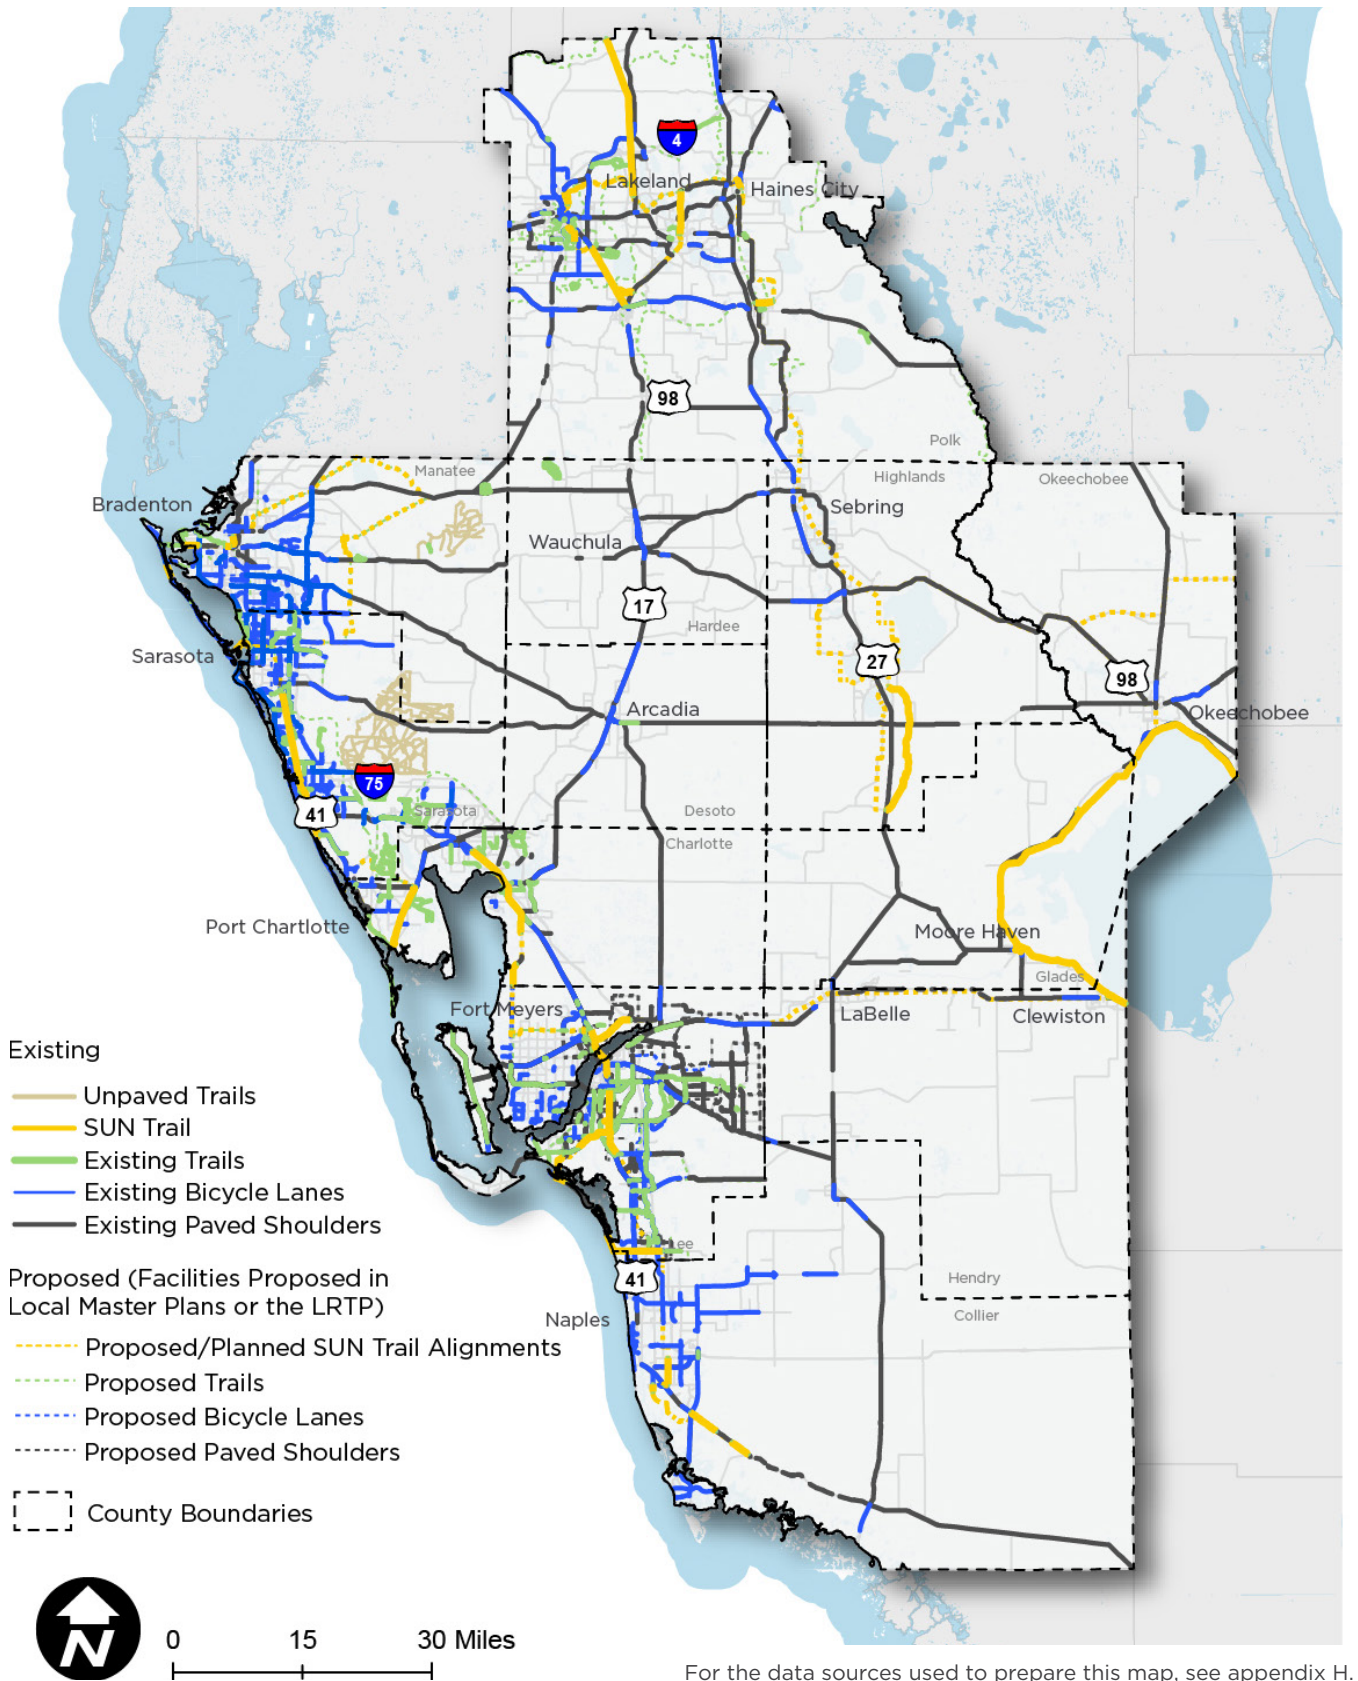 4
Lakeland
Haines City
98
Polk
Manatee
Highlands
Okeechobee
Bradenton
Sebring
Wauchula
17
Hardee
Sarasota
27
98
Arcadia
Okeechobee
75
41
Sarasota
Desoto
Charlotte
Port Chartlotte
Moore Haven
Glades
Fort Meyers
LaBelle
Clewiston
Existing
Unpaved Trails
SUN Trail
Existing Trails
Existing Bicycle Lanes
Existing Paved Shoulders
Lee
41
Hendry
Collier
Naples
Proposed (Facilities Proposed in
Local Master Plans or the LRTP)
Proposed/Planned SUN Trail Alignments
Proposed Trails
Proposed Bicycle Lanes
Proposed Paved Shoulders
County Boundaries
N
0 15 30 Miles
For the data sources used to prepare this map, see appendix H.